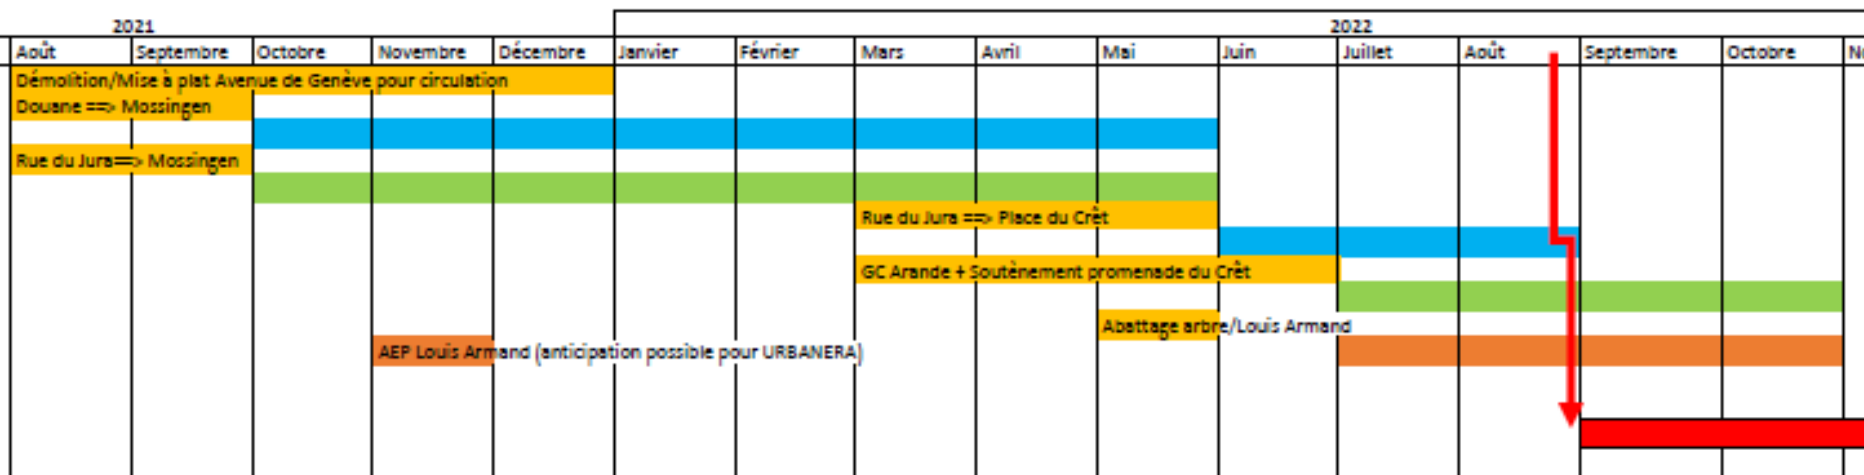 2021 2022
Août Septembre Octobre Novembre Décembre Janvier Février Mars Avril Mai Juin Juillet Août Septembre Octobre
Démolition/Mise à plat Avenue de Genève pour circulation
Douane ==> Mossingen
Rue du Jura==> Mossingen
Rue du Jura ==> Place du Crêt
GC Arande + Soutènement promenade du Crêt
Abattage arbre/Louis Armand
AEP Louis Armand (anticipation possible pour URBANERA)